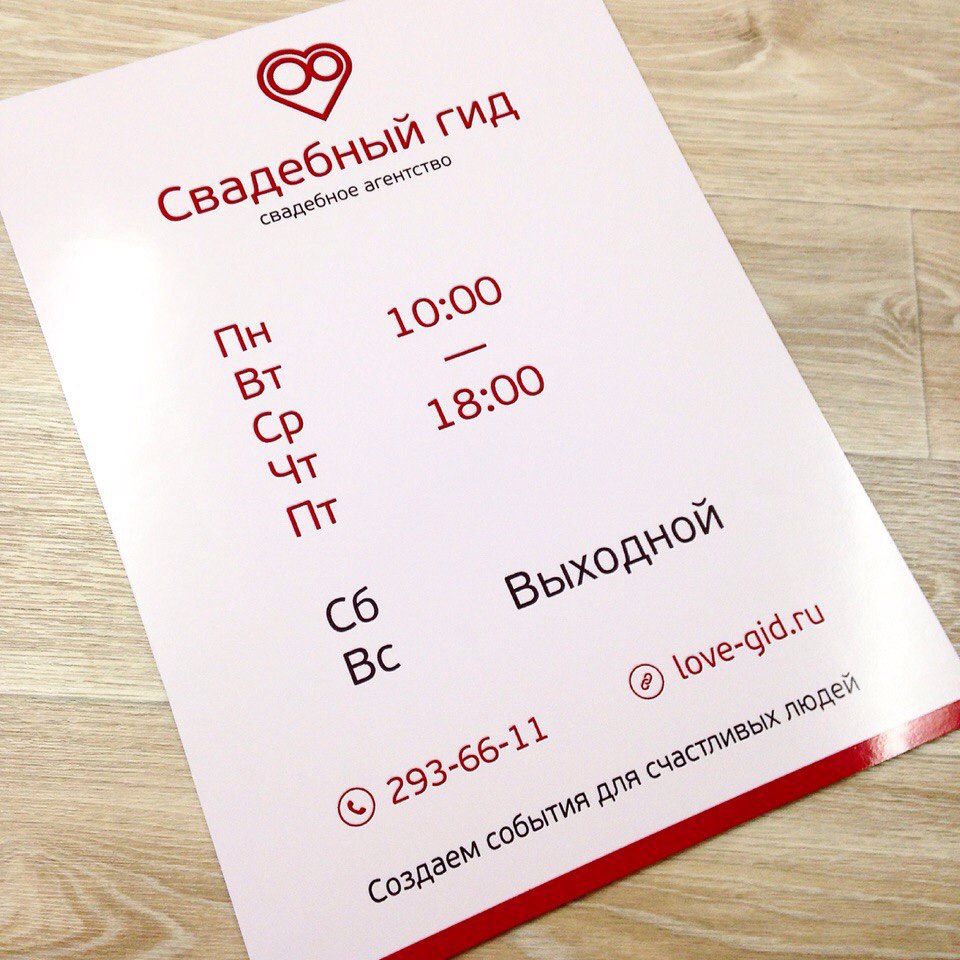 Свадебный гид
свадебное агентство
Пн
Вт
Ср
Чт
Пт
10:00
—
18:00
Сб
Вс
Выходной
293-66-11
love-gid.ru
Создаем события для счастливых людей